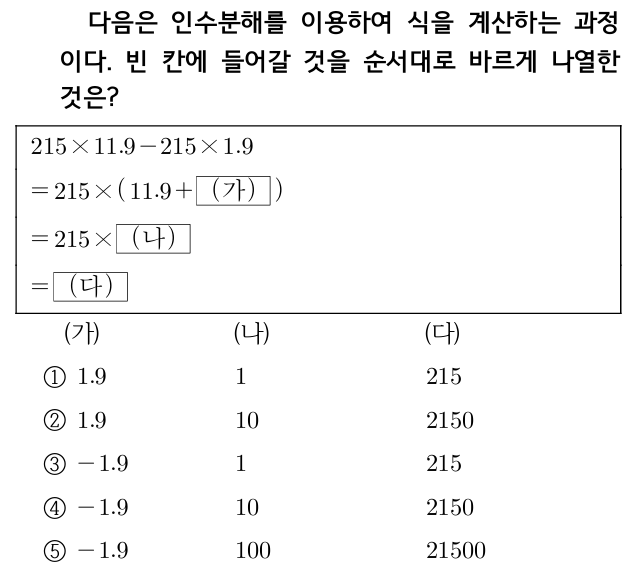 다음은 인수분해를 이용하여 식을 계산하는 과정
이다. 빈 칸에 들어갈 것을 순서대로 바르게 나열한
것은?
215×11.9−215×1.9
=215×(11.9+(가))
=215×(나)
=(다)
(가) (나) (다)
① 1.9 1 215
② 1.9 10 2150
③ −1.9 1 215
④ −1.9 10 2150
⑤ −1.9 100 21500